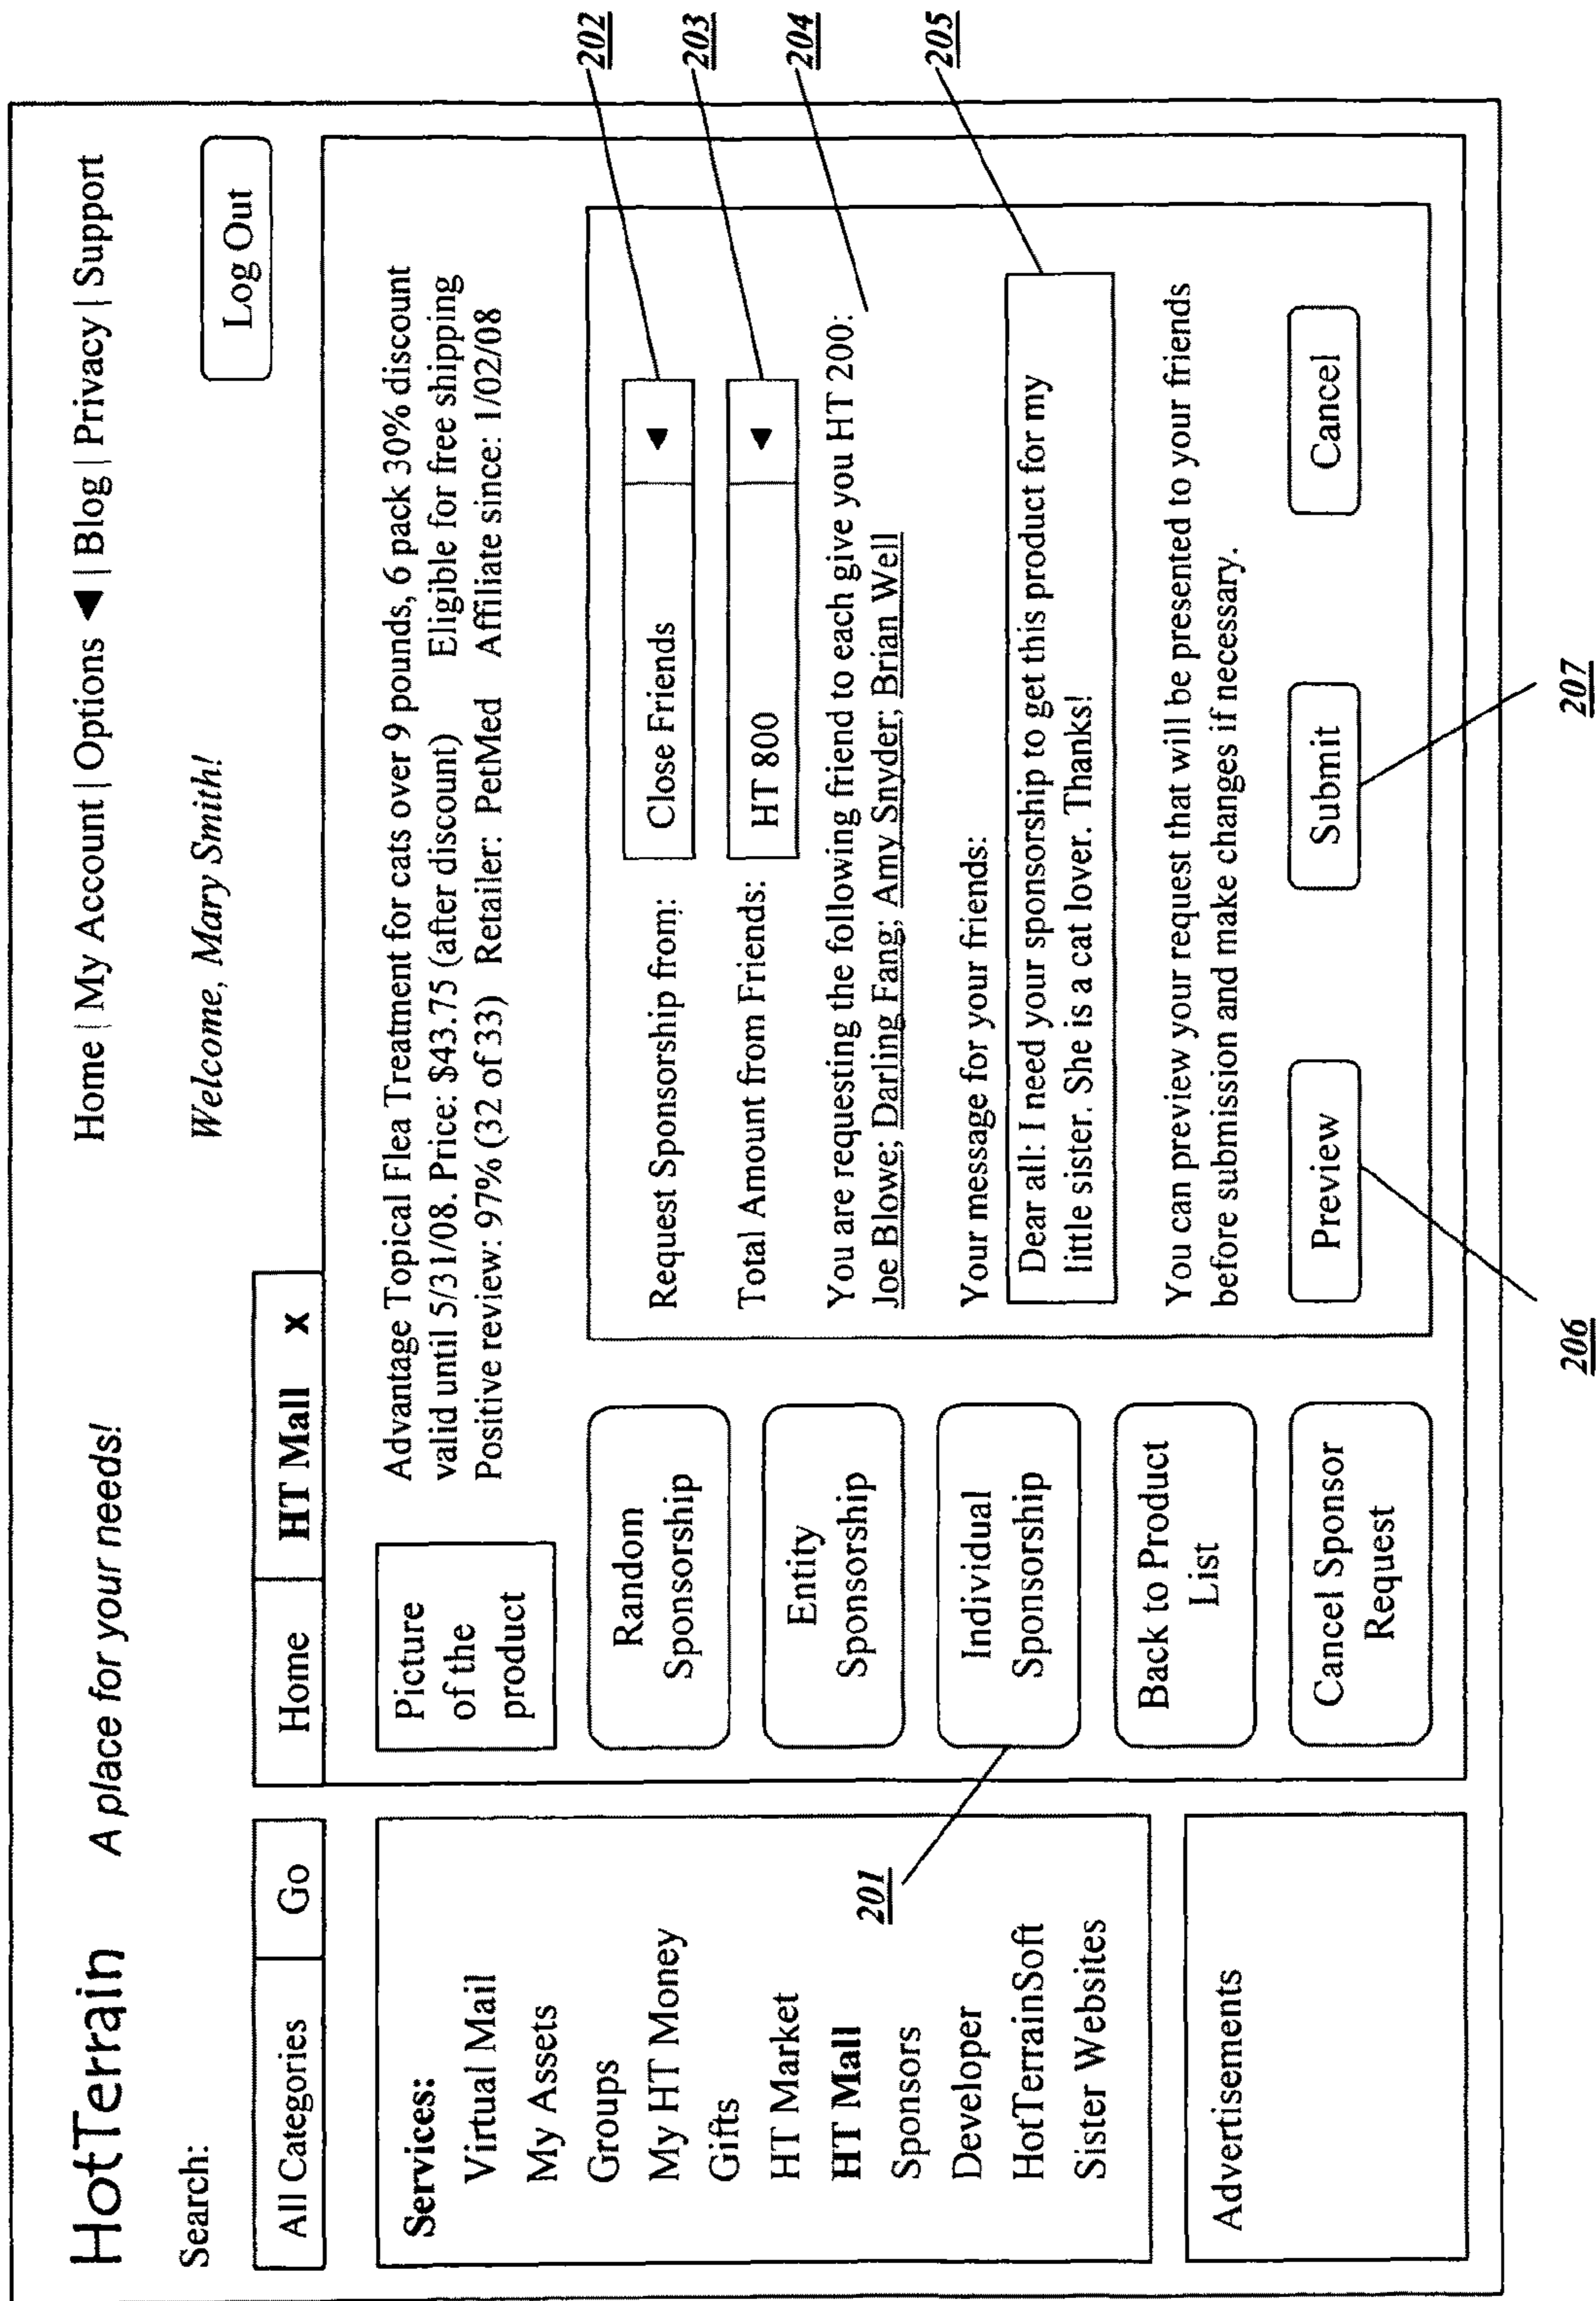 HotTerrain A place for your needs!
Home | My Account | Options ▼ | Blog | Privacy | Support
Search:
Welcome, Mary Smith!
Log Out
All Categories Go
Home HT Mall X
Services:
Virtual Mail
My Assets
Groups
My HT Money
Gifts
HT Market
HT Mall
Sponsors
Developer
HotTerrainSoft
Sister Websites
Advertisements
Picture
of the
product
Advantage Topical Flea Treatment for cats over 9 pounds, 6 pack 30% discount
valid until 5/31/08. Price: $43.75 (after discount) Eligible for free shipping
Positive review: 97% (32 of 33) Retailer: PetMed Affiliate since: 1/02/08
Random
Sponsorship
Entity
Sponsorship
Individual
Sponsorship
Back to Product
List
Cancel Sponsor
Request
Request Sponsorship from: Close Friends ▼
Total Amount from Friends: HT 800 ▼
You are requesting the following friend to each give you HT 200:
Joe Blowe; Darling Fang; Amy Snyder; Brian Well
Your message for your friends:
Dear all: I need your sponsorship to get this product for my
little sister. She is a cat lover. Thanks!
You can preview your request that will be presented to your friends
before submission and make changes if necessary.
Preview Submit Cancel
201
202
203
204
205
206
207